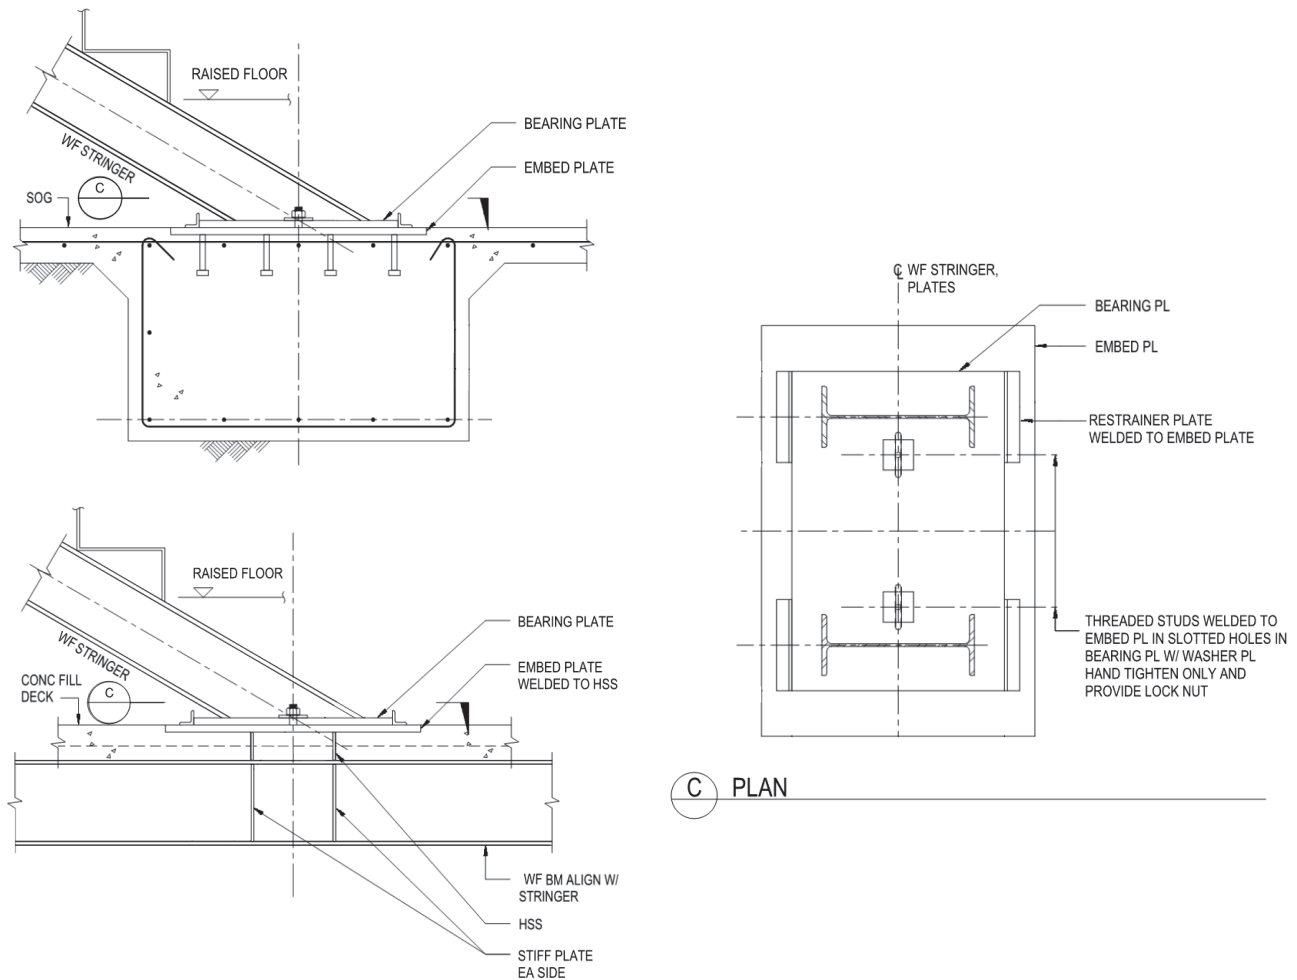 RAISED FLOOR
BEARING PLATE
EMBED PLATE
WF STRINGER
C
SOG
RAISED FLOOR
BEARING PLATE
EMBED PLATE
WELDED TO HSS
WF STRINGER
CONC FILL
DECK
C
WF BM ALIGN W/
STRINGER
HSS
STIFF PLATE
EA SIDE
℄ WF STRINGER,
PLATES
BEARING PL
EMBED PL
RESTRAINER PLATE
WELDED TO EMBED PLATE
THREADED STUDS WELDED TO
EMBED PL IN SLOTTED HOLES IN
BEARING PL W/ WASHER PL
HAND TIGHTEN ONLY AND
PROVIDE LOCK NUT
C PLAN